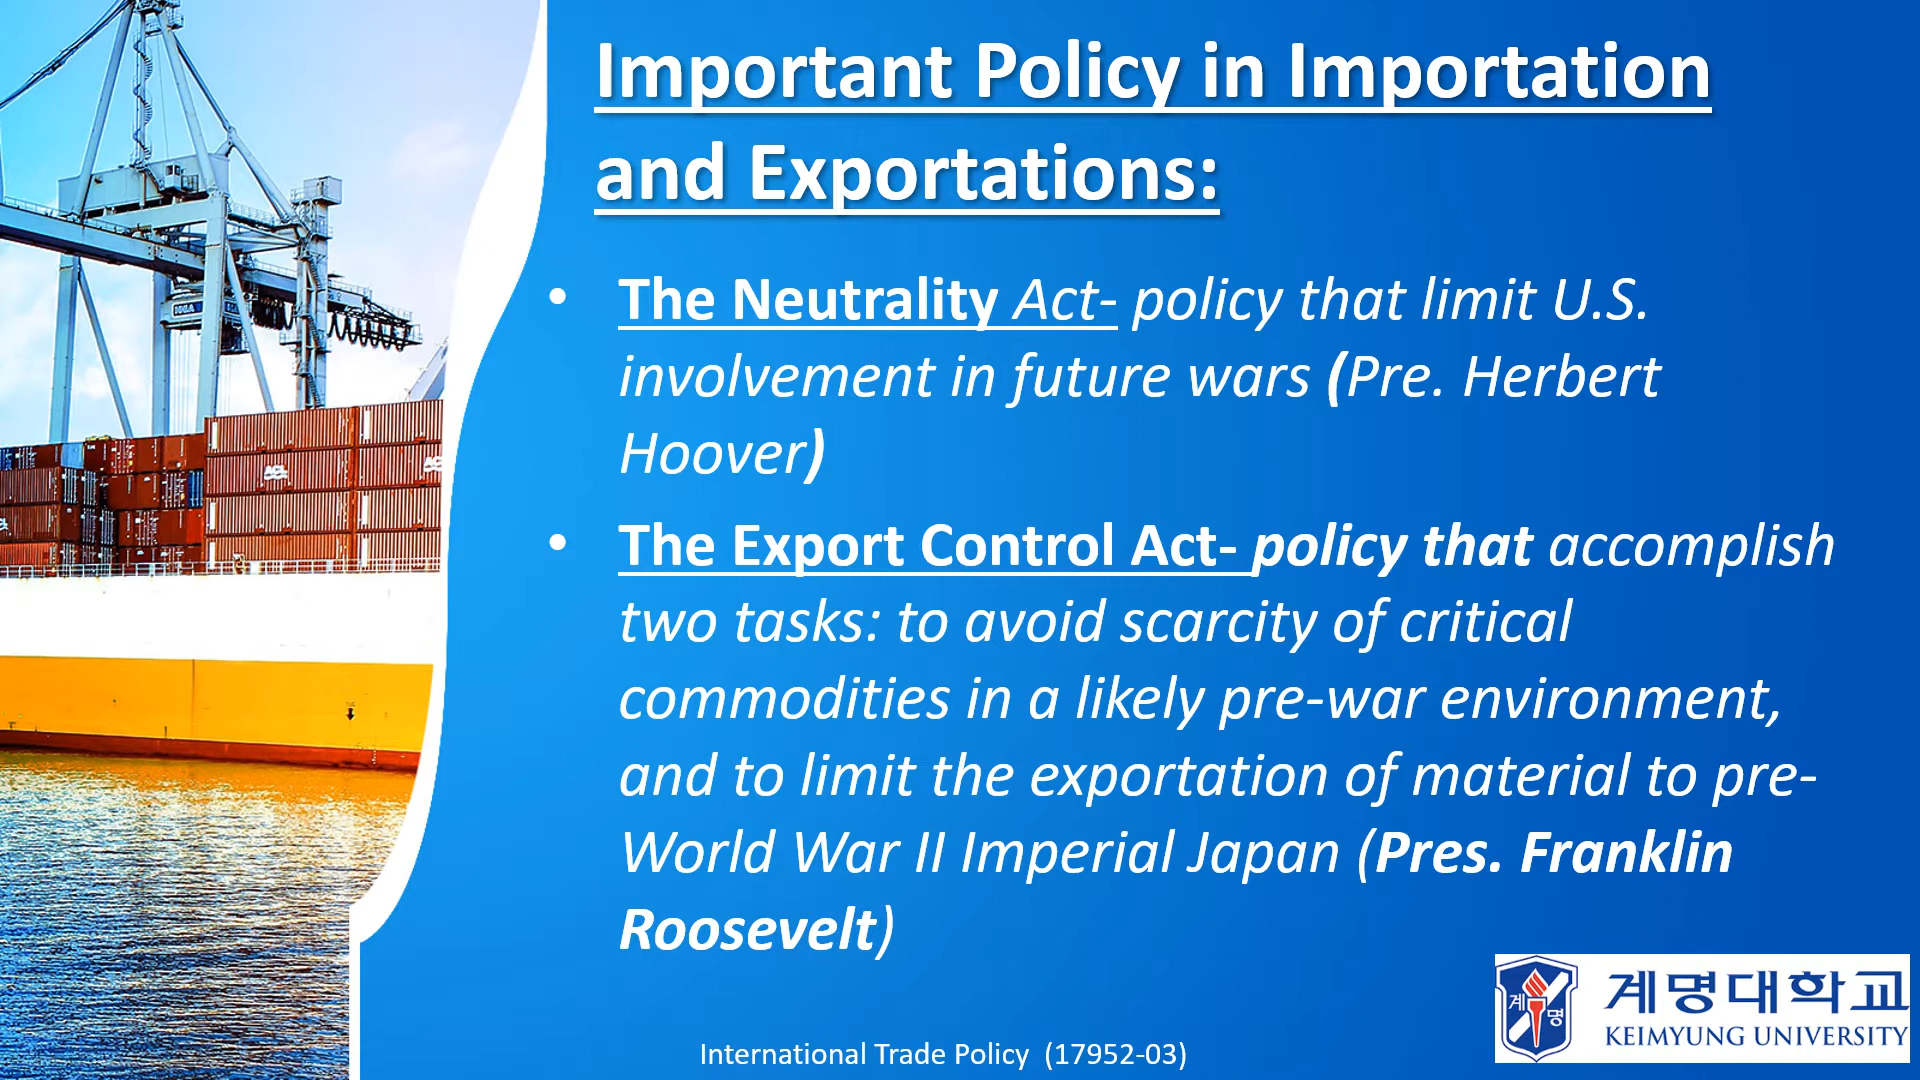 Important Policy in Importation
and Exportations:
• The Neutrality Act- policy that limit U.S.
involvement in future wars (Pre. Herbert
Hoover)
• The Export Control Act- policy that accomplish
two tasks: to avoid scarcity of critical
commodities in a likely pre-war environment,
and to limit the exportation of material to pre-
World War II Imperial Japan (Pres. Franklin
Roosevelt)
International Trade Policy (17952-03)
계명
계명대학교
KEIMYUNG UNIVERSITY
ACL